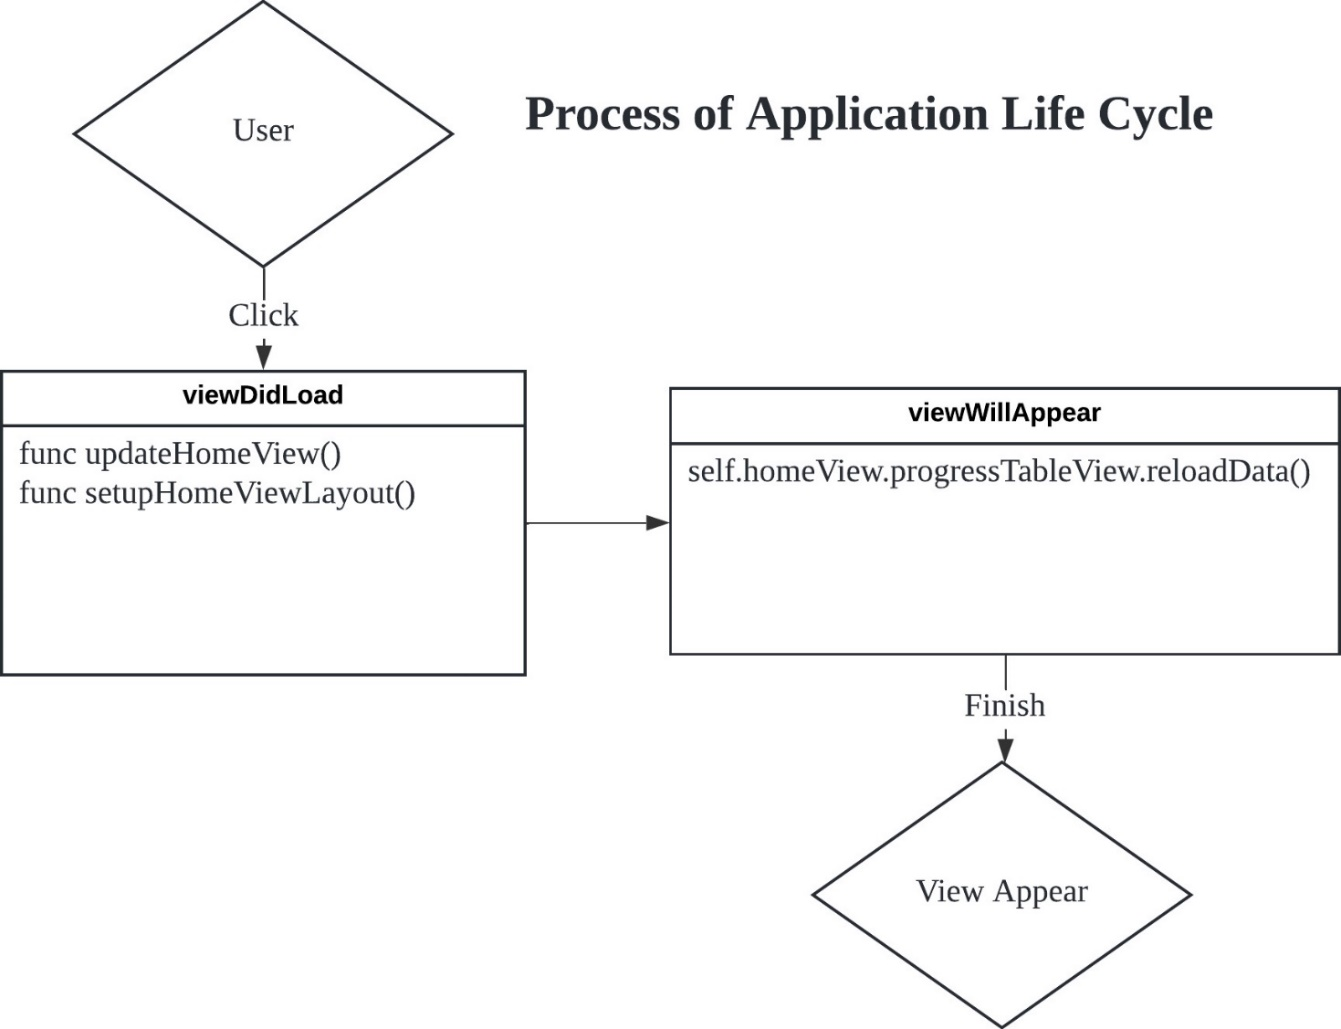 User
Process of Application Life Cycle
Click
viewDidLoad
func updateHomeView()
func setupHomeViewLayout()
viewWillAppear
self.homeView.progressTableView.reloadData()
Finish
View Appear